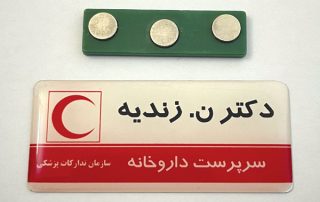 دکتر ن. زندیه
سرپرست داروخانه
سازمان تدارکات پزشکی